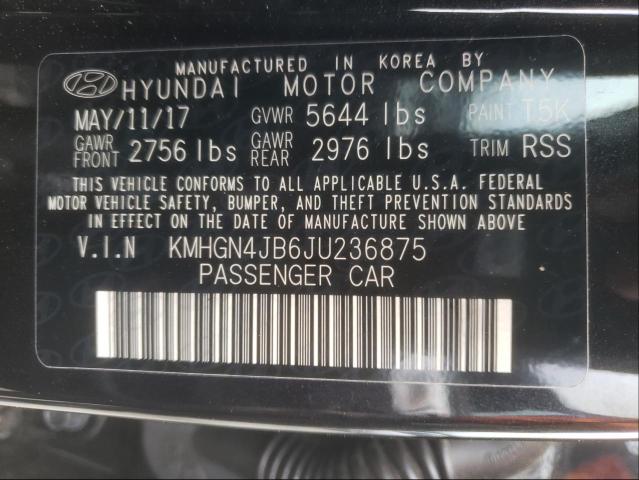 MANUFACTURED IN KOREA BY
HYUNDAI MOTOR COMPANY
MAY/11/17 GVWR 5644 lbs PAINT T5K
GAWR FRONT 2756 lbs GAWR REAR 2976 lbs TRIM RSS
THIS VEHICLE CONFORMS TO ALL APPLICABLE U.S.A. FEDERAL
MOTOR VEHICLE SAFETY, BUMPER, AND THEFT PREVENTION STANDARDS
IN EFFECT ON THE DATE OF MANUFACTURE SHOWN ABOVE
V.I.N KMHGN4JB6JU236875
PASSENGER CAR